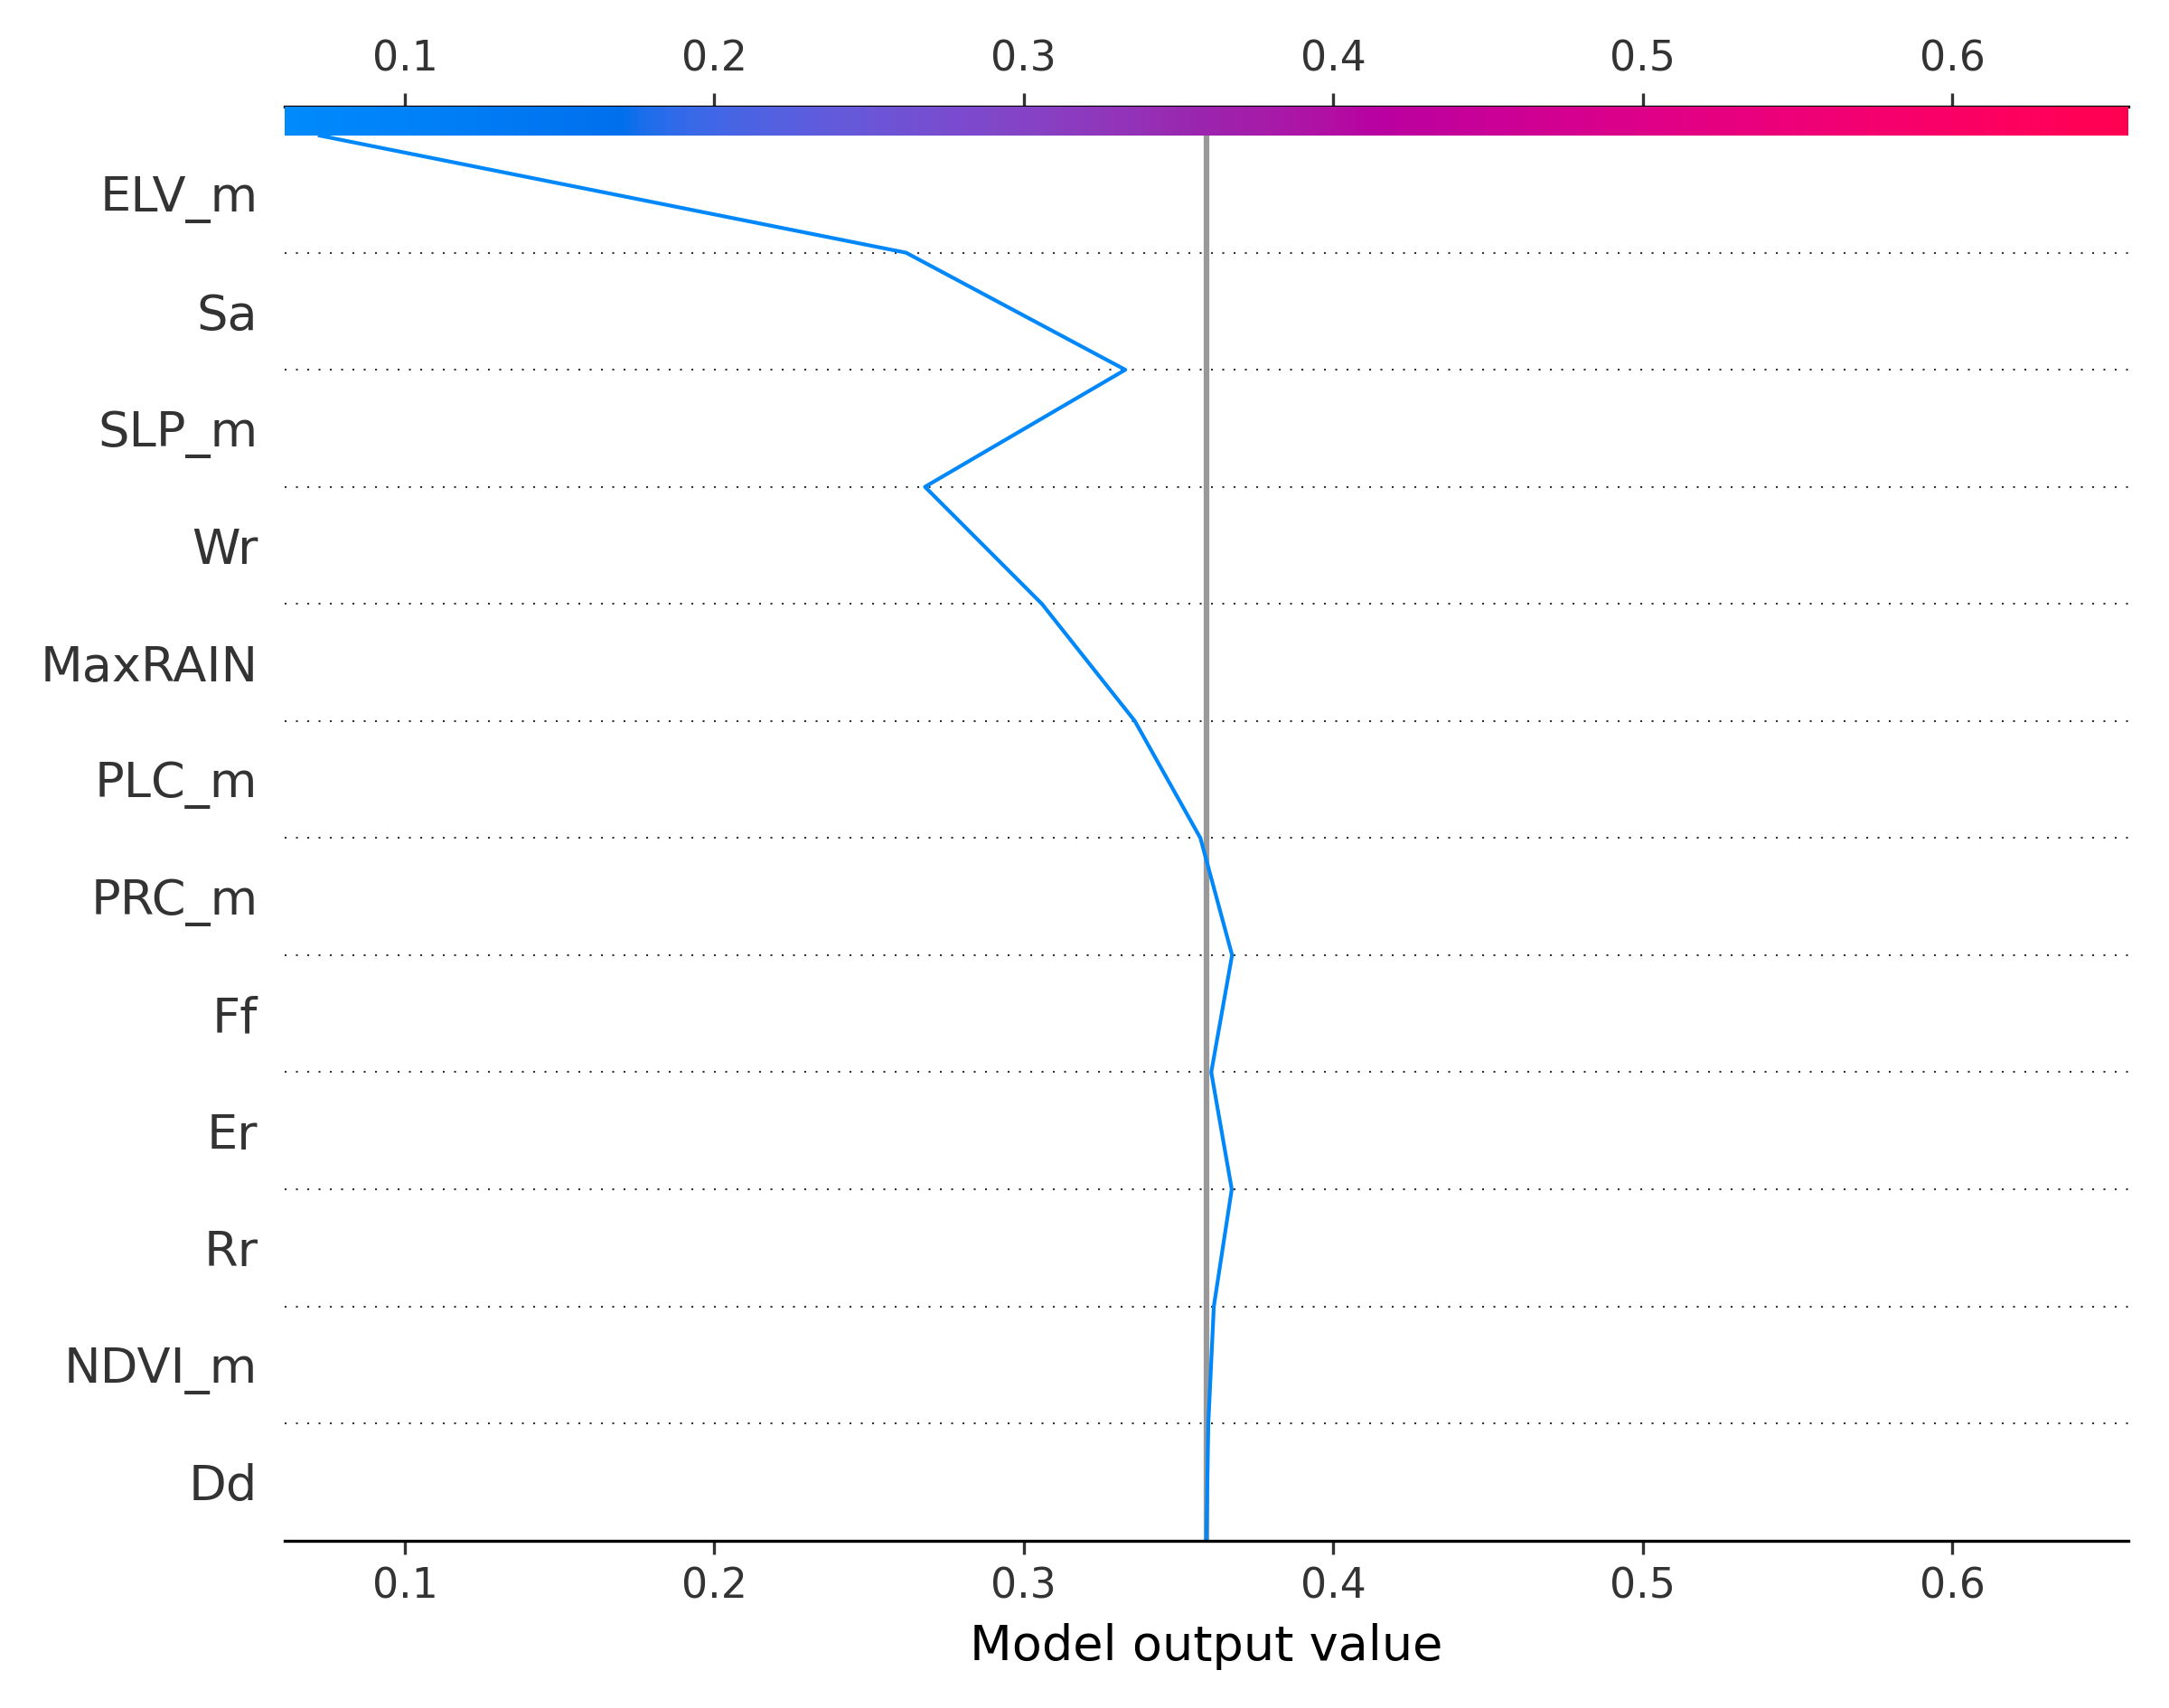 0.1 0.2 0.3 0.4 0.5 0.6
ELV_m
Sa
SLP_m
Wr
MaxRAIN
PLC_m
PRC_m
Ff
Er
Rr
NDVI_m
Dd
0.1 0.2 0.3 0.4 0.5 0.6
Model output value